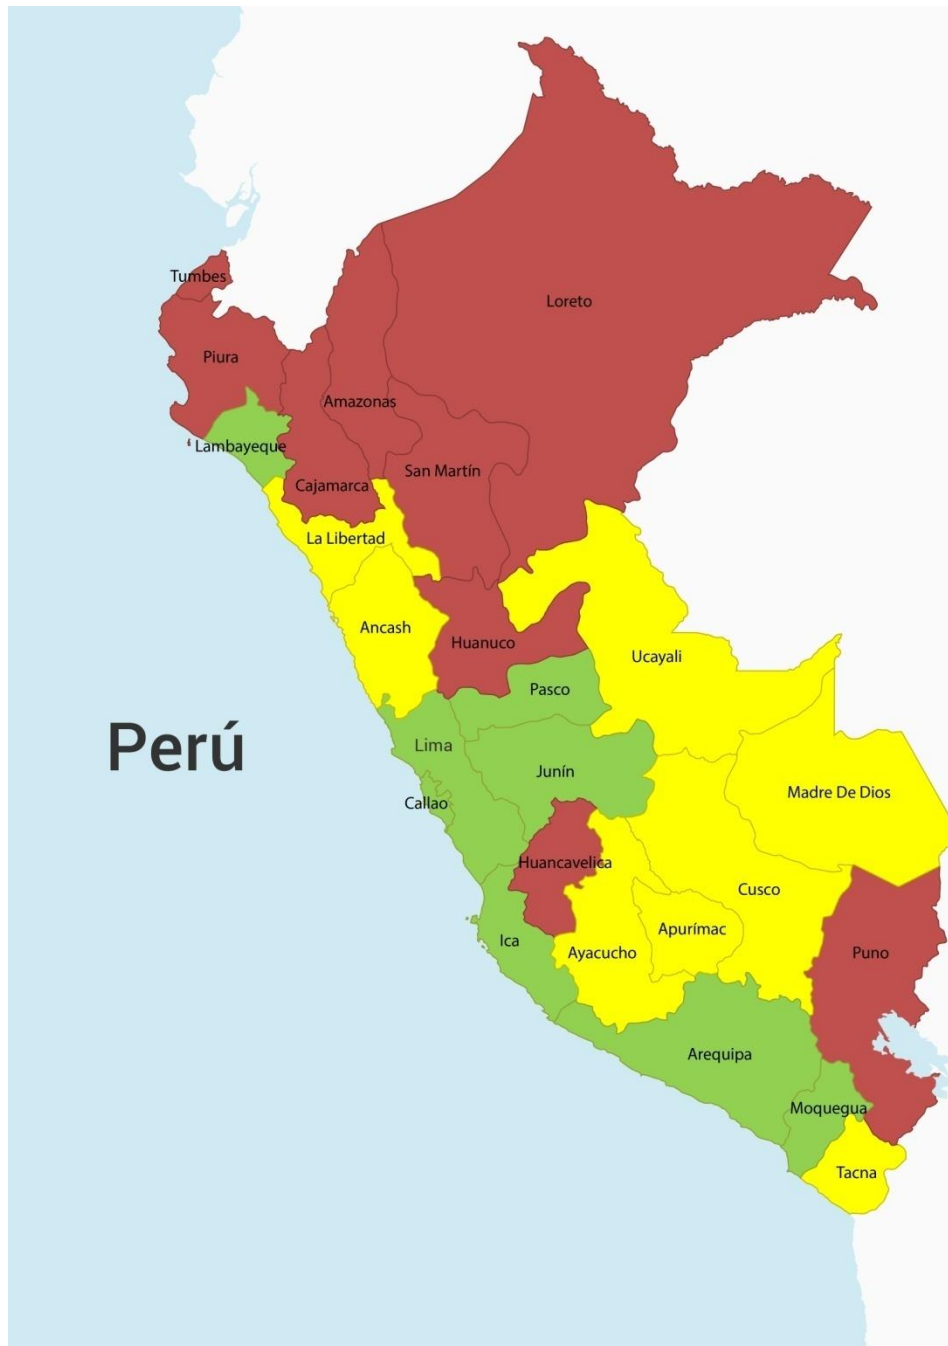 Tumbes
Loreto
Piura
Amazonas
Lambayeque
San Martín
Cajamarca
La Libertad
Ancash
Huanuco
Ucayali
Pasco
Perú
Lima
Junín
Madre De Dios
Callao
Huancavelica
Cusco
Apurímac
Ica
Ayacucho
Puno
Arequipa
Moquegua
Tacna